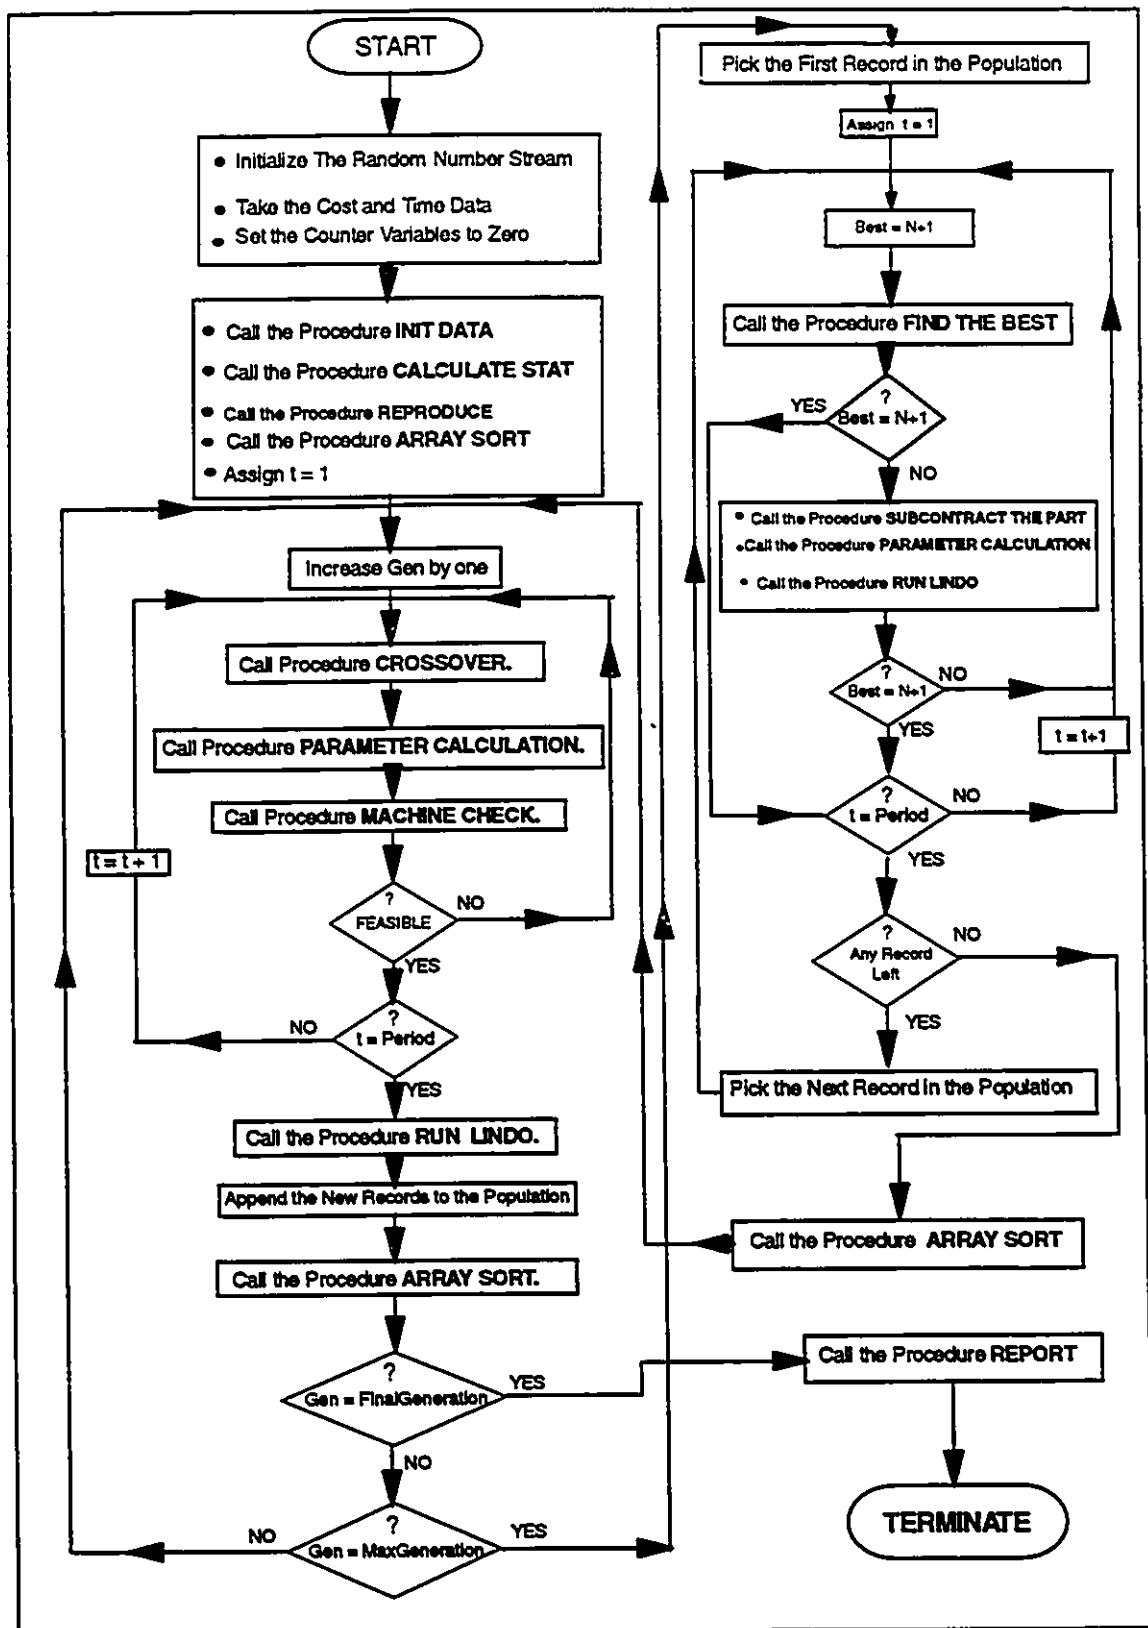 START
• Initialize The Random Number Stream
• Take the Cost and Time Data
• Set the Counter Variables to Zero
• Call the Procedure INIT DATA
• Call the Procedure CALCULATE STAT
• Call the Procedure REPRODUCE
• Call the Procedure ARRAY SORT
• Assign t = 1
Increase Gen by one
Call Procedure CROSSOVER.
Call Procedure PARAMETER CALCULATION.
Call Procedure MACHINE CHECK.
t = t + 1
?
FEASIBLE
NO
YES
?
t = Period
NO
YES
Call the Procedure RUN LINDO.
Append the New Records to the Population
Call the Procedure ARRAY SORT.
?
Gen = FinalGeneration
YES
NO
?
Gen = MaxGeneration
NO
YES
Pick the First Record in the Population
Assign t = 1
Best = N+1
Call the Procedure FIND THE BEST
?
Best = N+1
YES
NO
• Call the Procedure SUBCONTRACT THE PART
• Call the Procedure PARAMETER CALCULATION
• Call the Procedure RUN LINDO
?
Best = N+1
NO
YES
t = t+1
?
t = Period
NO
YES
?
Any Record
Left
NO
YES
Pick the Next Record in the Population
Call the Procedure ARRAY SORT
Call the Procedure REPORT
TERMINATE